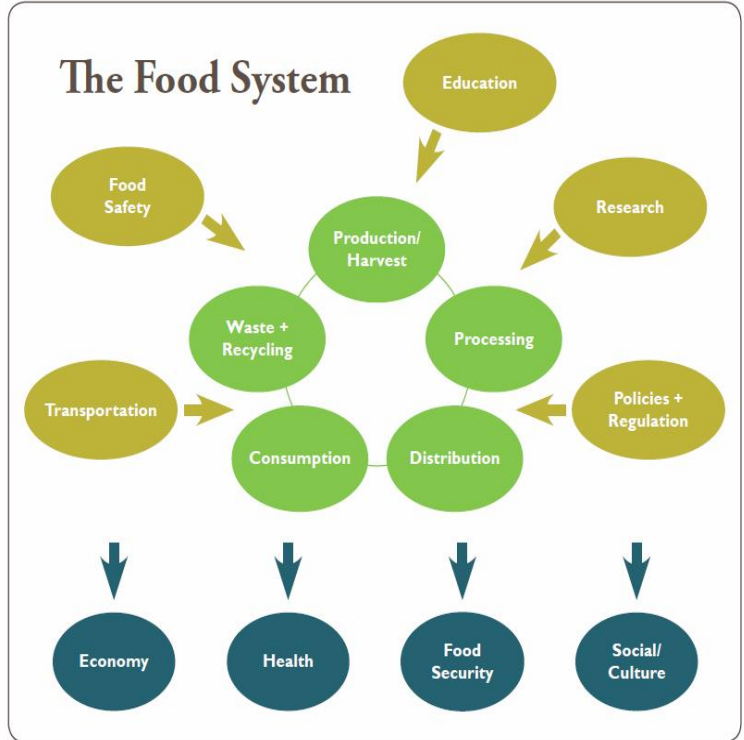 The Food System
Education
Food
Safety
Research
Production/
Harvest
Waste +
Recycling
Processing
Transportation
Policies +
Regulation
Consumption
Distribution
Economy
Health
Food
Security
Social/
Culture